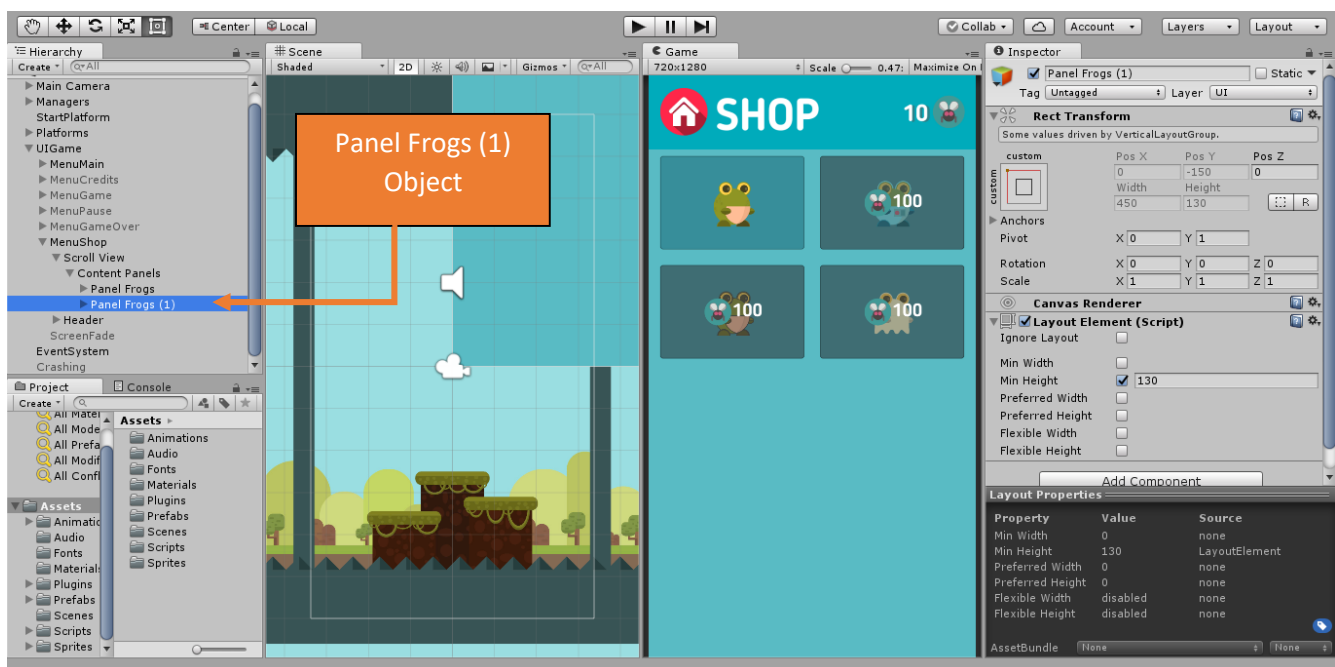 Center Local
Collab Account Layers Layout
Hierarchy
Create All
Main Camera
Managers
StartPlatform
Platforms
UIGame
MenuMain
MenuCredits
MenuGame
MenuPause
MenuGameOver
MenuShop
Scroll View
Content Panels
Panel Frogs
Panel Frogs (1)
Header
ScreenFade
EventSystem
Crashing
Project Console
Create
All Mater
All Mode
All Prefa
All Modif
All Confl
Assets
Animatic
Audio
Fonts
Materials
Plugins
Prefabs
Scenes
Scripts
Sprites
Assets
Animations
Audio
Fonts
Materials
Plugins
Prefabs
Scenes
Scripts
Sprites
Scene
Shaded 2D Gizmos All
Panel Frogs (1)
Object
Game
720x1280 Scale 0.47: Maximize On
SHOP 10
100
100
100
Inspector
Panel Frogs (1) Static
Tag Untagged Layer UI
Rect Transform
Some values driven by VerticalLayoutGroup.
custom Pos X Pos Y Pos Z
custom 0 -150 0
Width Height
450 130 R
Anchors
Pivot X 0 Y 1
Rotation X 0 Y 0 Z 0
Scale X 1 Y 1 Z 1
Canvas Renderer
Layout Element (Script)
Ignore Layout
Min Width
Min Height 130
Preferred Width
Preferred Height
Flexible Width
Flexible Height
Add Component
Layout Properties
Property Value Source
Min Width 0 none
Min Height 130 LayoutElement
Preferred Width 0 none
Preferred Height 0 none
Flexible Width disabled none
Flexible Height disabled none
AssetBundle None None